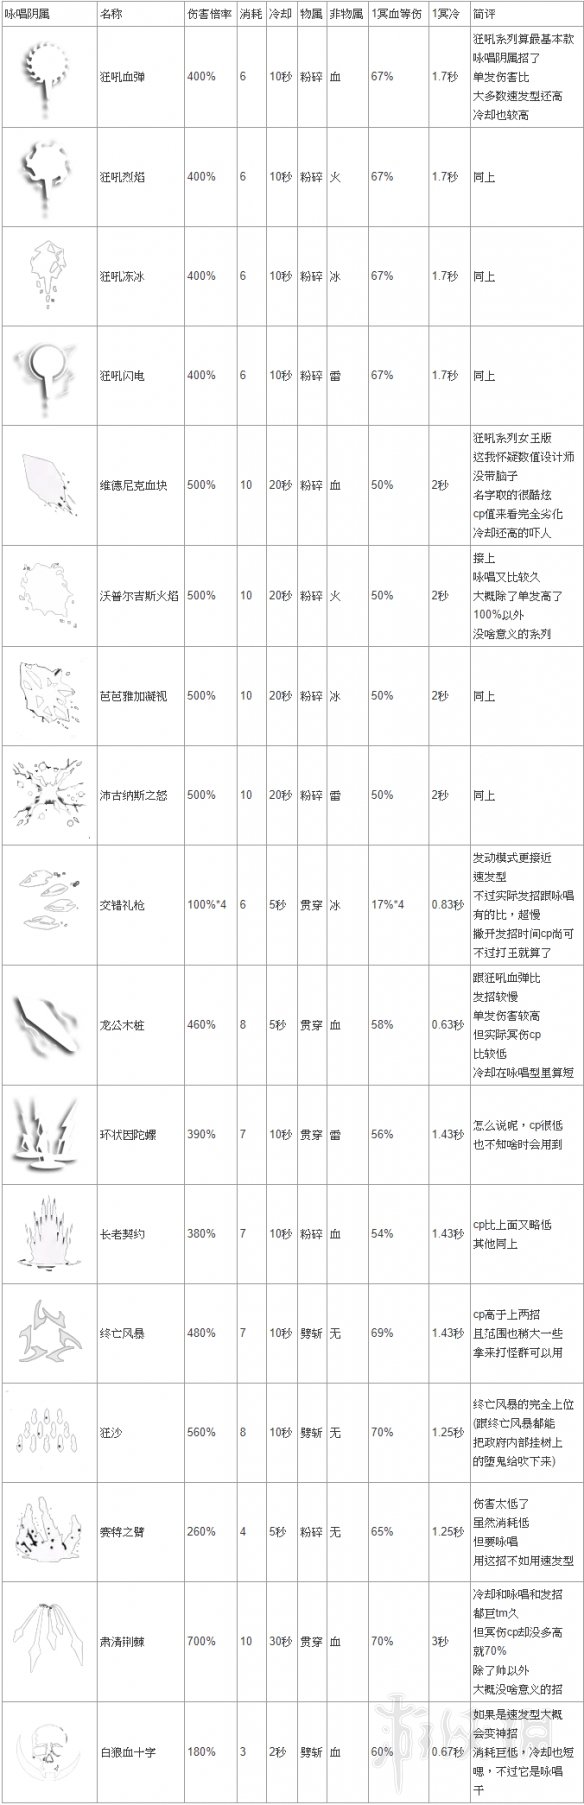 咏唱阴属 名称 伤害倍率 消耗 冷却 物属 非物属 1冥血等伤 1冥冷 简评
狂吼血弹 400% 6 10秒 粉碎 血 67% 1.7秒
狂吼系列算最基本款
咏唱阴属招了
单发伤害比
大多数速发型还高
冷却也较高
狂吼烈焰 400% 6 10秒 粉碎 火 67% 1.7秒 同上
狂吼冻冰 400% 6 10秒 粉碎 冰 67% 1.7秒 同上
狂吼闪电 400% 6 10秒 粉碎 雷 67% 1.7秒 同上
维德尼克血块 500% 10 20秒 粉碎 血 50% 2秒
狂吼系列女王版
这我怀疑数值设计师
没带脑子
名字取的很酷炫
cp值来看完全劣化
冷却还高的吓人
沃普尔吉斯火焰 500% 10 20秒 粉碎 火 50% 2秒
接上
咏唱又比较久
大概除了单发高了
100%以外
没啥意义的系列
芭芭雅加凝视 500% 10 20秒 粉碎 冰 50% 2秒 同上
沛古纳斯之怒 500% 10 20秒 粉碎 雷 50% 2秒 同上
交错礼枪 100%*4 6 5秒 贯穿 冰 17%*4 0.83秒
发动模式更接近
速发型
不过实际发招跟咏唱
有的比，超慢
撇开发招时间cp尚可
不过打王就算了
龙公木桩 460% 8 5秒 贯穿 血 58% 0.63秒
跟狂吼血弹比
发招较慢
单发伤害较高
但实际冥伤cp
比较低
冷却在咏唱型里算短
环状因陀螺 390% 7 10秒 贯穿 雷 56% 1.43秒
怎么说呢，cp很低
也不知啥时会用到
长老契约 380% 7 10秒 粉碎 血 54% 1.43秒
cp比上面又略低
其他同上
终亡风暴 480% 7 10秒 劈斩 无 69% 1.43秒
cp高于上两招
且范围也稍大一些
拿来打怪群可以用
狂沙 560% 8 10秒 劈斩 无 70% 1.25秒
终亡风暴的完全上位
(跟终亡风暴都能
把政府内部挂树上
的堕鬼给吹下来)
赛特之臂 260% 4 5秒 粉碎 无 65% 1.25秒
伤害太低了
虽然消耗低
但要咏唱
用这招不如用速发型
肃清荆棘 700% 10 30秒 贯穿 血 70% 3秒
冷却和咏唱和发招
都巨tm久
但冥伤cp却没多高
就70%
除了帅以外
大概没啥意义的招
白狼血十字 180% 3 2秒 劈斩 血 60% 0.67秒
如果是速发型大概
会变神招
消耗巨低，冷却也短
嗯，不过它是咏唱
干